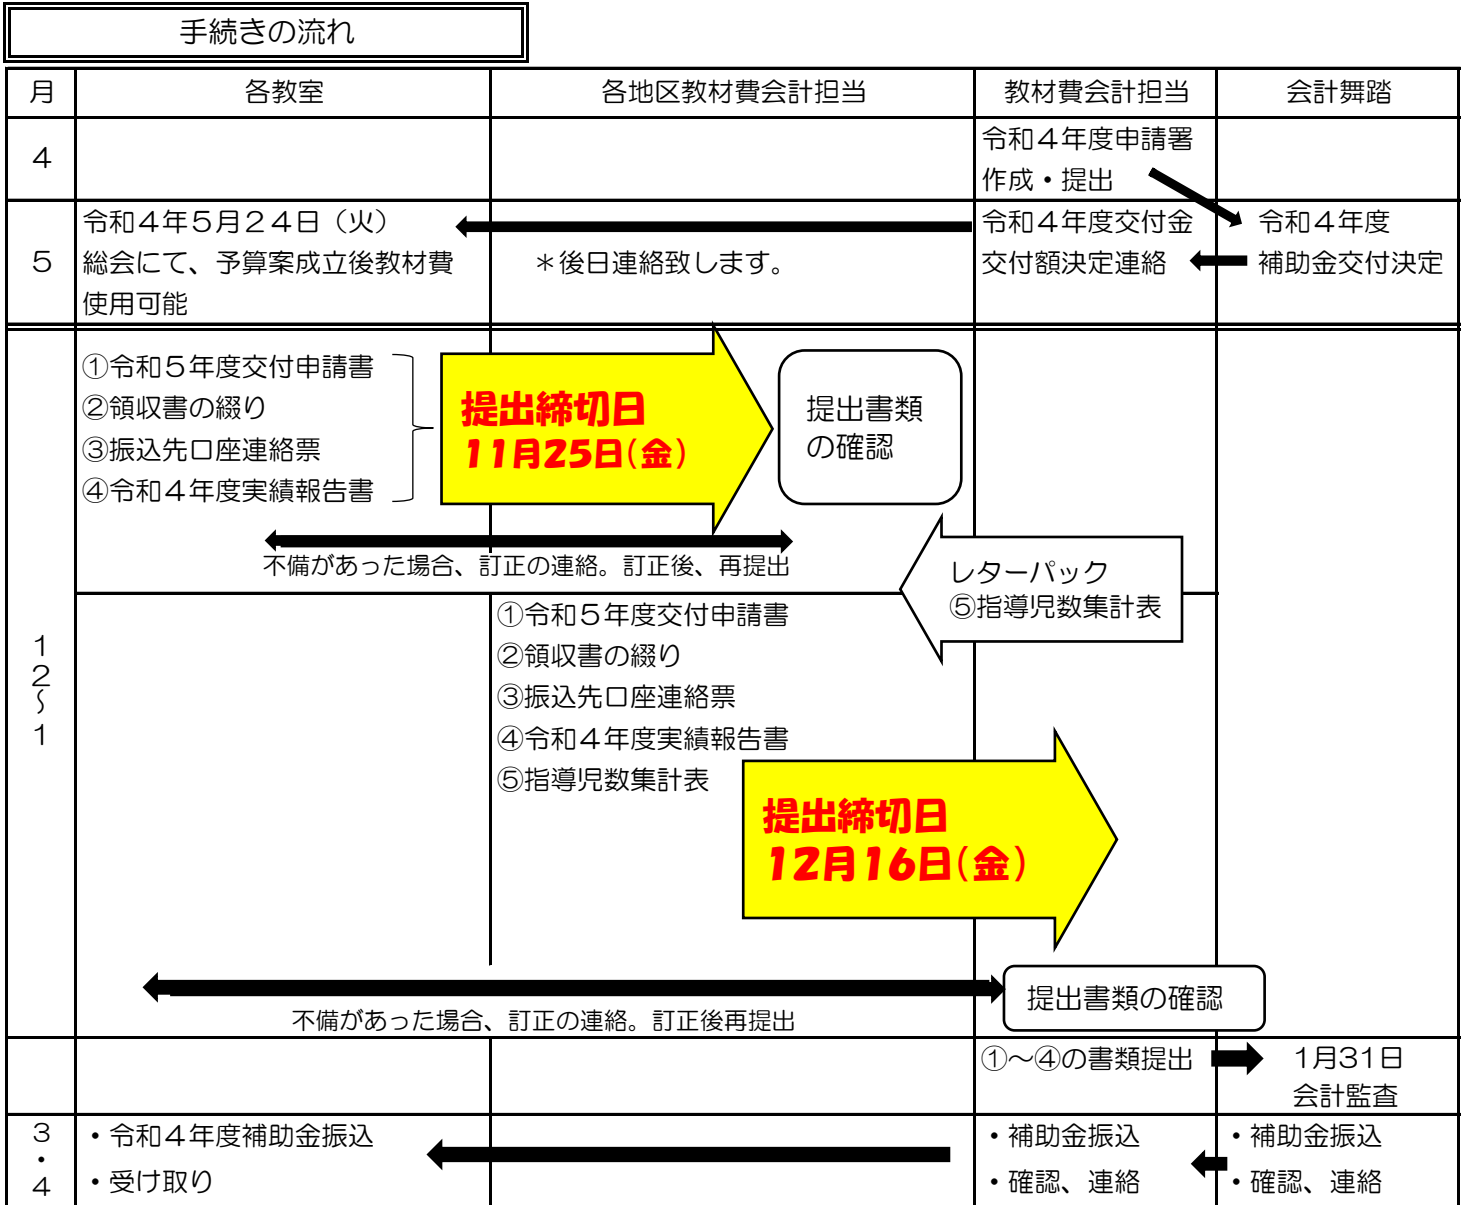 手続きの流れ
月
各教室
各地区教材費会計担当
教材費会計担当
会計舞踏
4
令和４年度申請署
作成・提出
5
令和４年５月２４日（火）
総会にて、予算案成立後教材費
使用可能
＊後日連絡致します。
令和４年度交付金
交付額決定連絡
令和４年度
補助金交付決定
１２～１
①令和５年度交付申請書
②領収書の綴り
③振込先口座連絡票
④令和４年度実績報告書
提出締切日
11月25日(金)
提出書類
の確認
不備があった場合、訂正の連絡。訂正後、再提出
レターパック
⑤指導児数集計表
①令和５年度交付申請書
②領収書の綴り
③振込先口座連絡票
④令和４年度実績報告書
⑤指導児数集計表
提出締切日
12月16日(金)
提出書類の確認
不備があった場合、訂正の連絡。訂正後再提出
①～④の書類提出
1月31日
会計監査
３・４
・令和４年度補助金振込
・受け取り
・補助金振込
・確認、連絡
・補助金振込
・確認、連絡